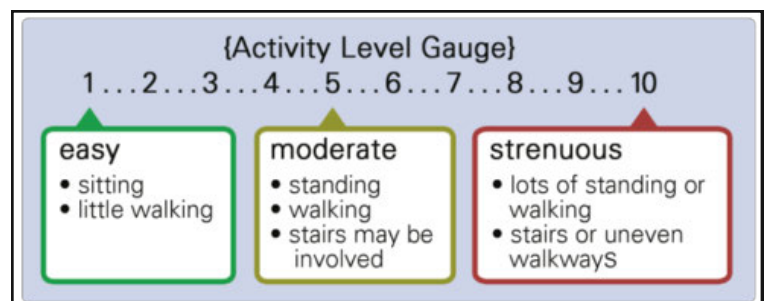 {Activity Level Gauge}
1...2...3...4...5...6...7...8...9...10
easy
• sitting
• little walking
moderate
• standing
• walking
• stairs may be
involved
strenuous
• lots of standing or
walking
• stairs or uneven
walkways